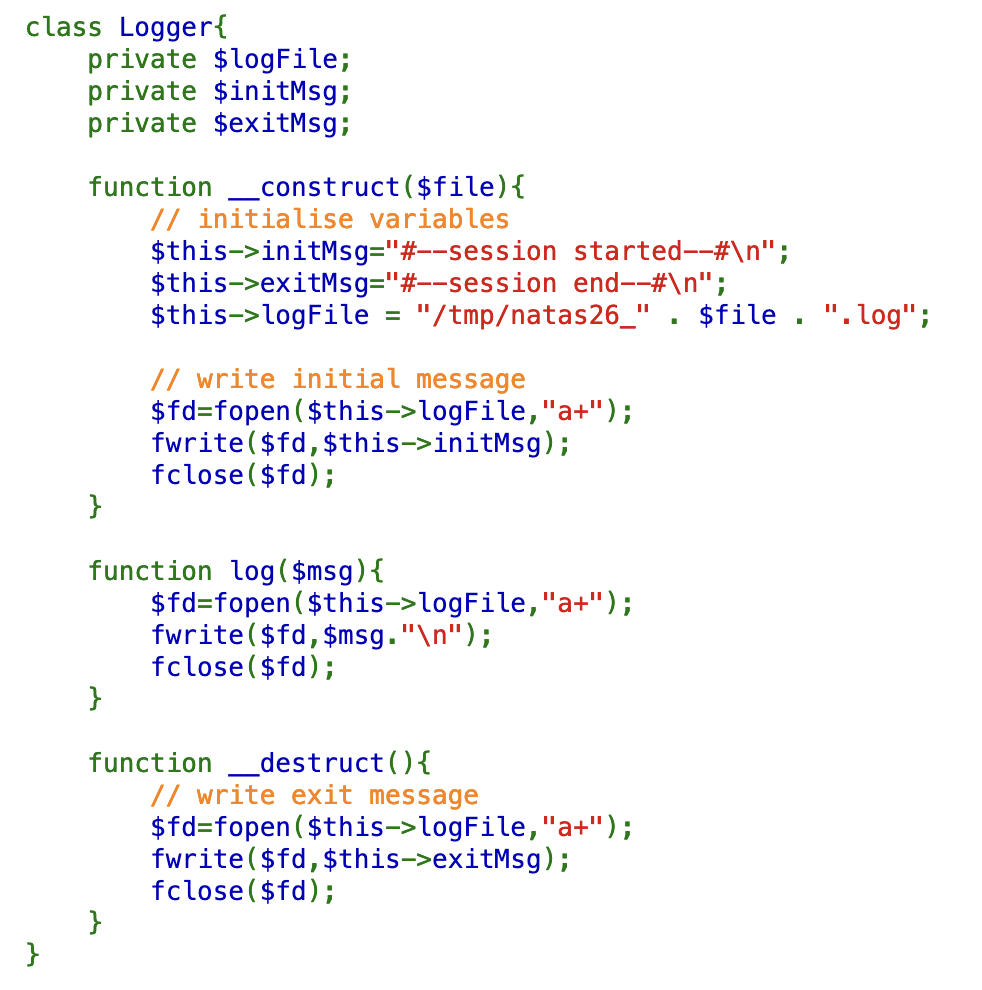 class Logger{
    private $logFile;
    private $initMsg;
    private $exitMsg;

    function __construct($file){
        // initialise variables
        $this->initMsg="#--session started--#\n";
        $this->exitMsg="#--session end--#\n";
        $this->logFile = "/tmp/natas26_" . $file . ".log";

        // write initial message
        $fd=fopen($this->logFile,"a+");
        fwrite($fd,$this->initMsg);
        fclose($fd);
    }

    function log($msg){
        $fd=fopen($this->logFile,"a+");
        fwrite($fd,$msg."\n");
        fclose($fd);
    }

    function __destruct(){
        // write exit message
        $fd=fopen($this->logFile,"a+");
        fwrite($fd,$this->exitMsg);
        fclose($fd);
    }
}